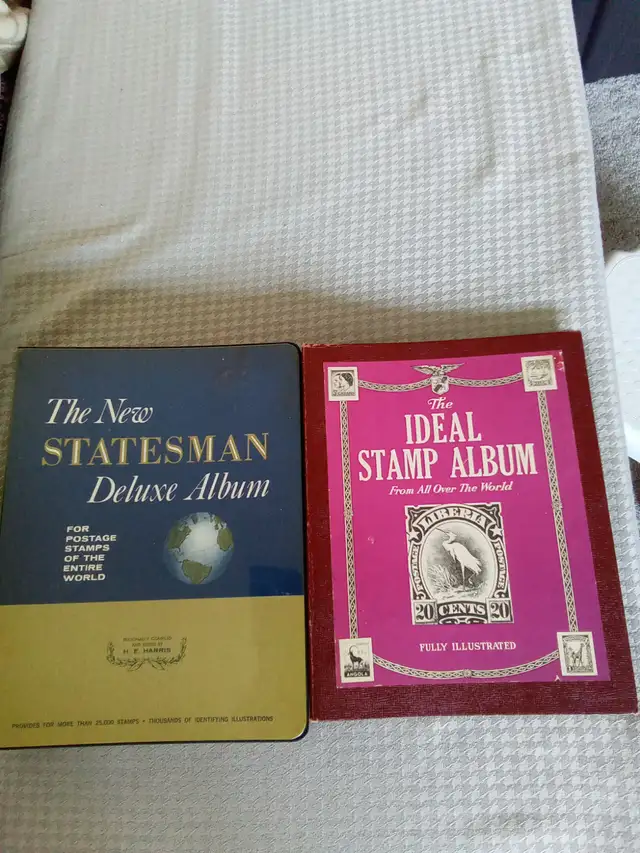 The New
STATESMAN
Deluxe Album
FOR
POSTAGE
STAMPS
OF THE
ENTIRE
WORLD
H. E. HARRIS
PROVIDES FOR MORE THAN 25,000 STAMPS • THOUSANDS OF IDENTIFYING ILLUSTRATIONS
The
IDEAL
STAMP ALBUM
From All Over The World
LIBERIA
POSTAGE
POSTAGE
20 CENTS 20
FULLY ILLUSTRATED
ANGOLA